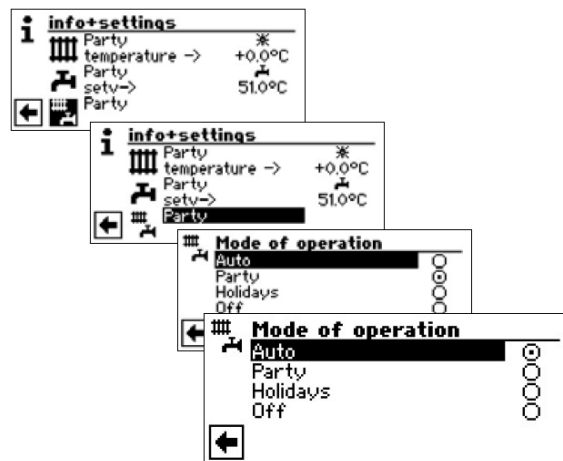 i info+settings
Party
temperature -> +0.0°C
Party
setv-> 51.0°C
Party
i info+settings
Party
temperature -> +0.0°C
Party
setv-> 51.0°C
Party
Mode of operation
Auto
Party
Holidays
Off
Mode of operation
Auto
Party
Holidays
Off